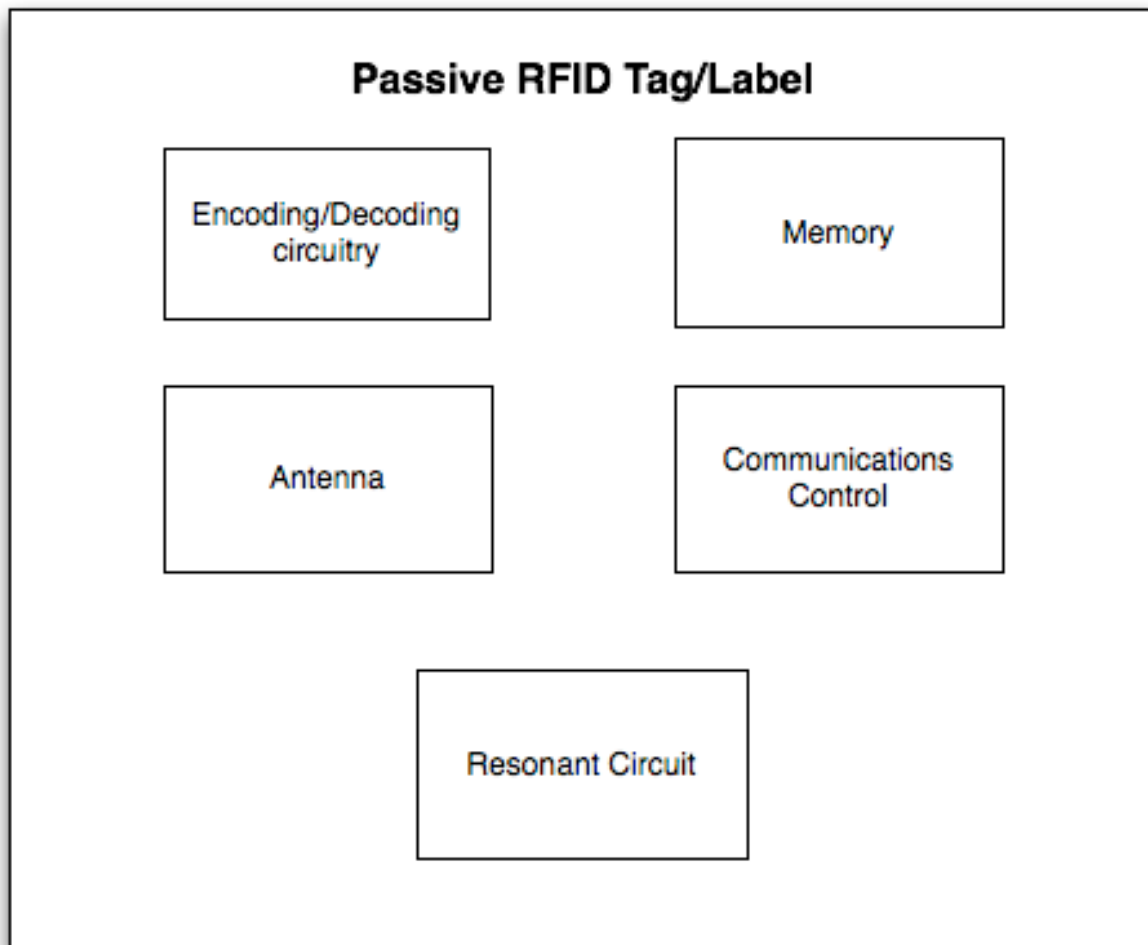 Passive RFID Tag/Label
Encoding/Decoding
circuitry
Memory
Antenna
Communications
Control
Resonant Circuit